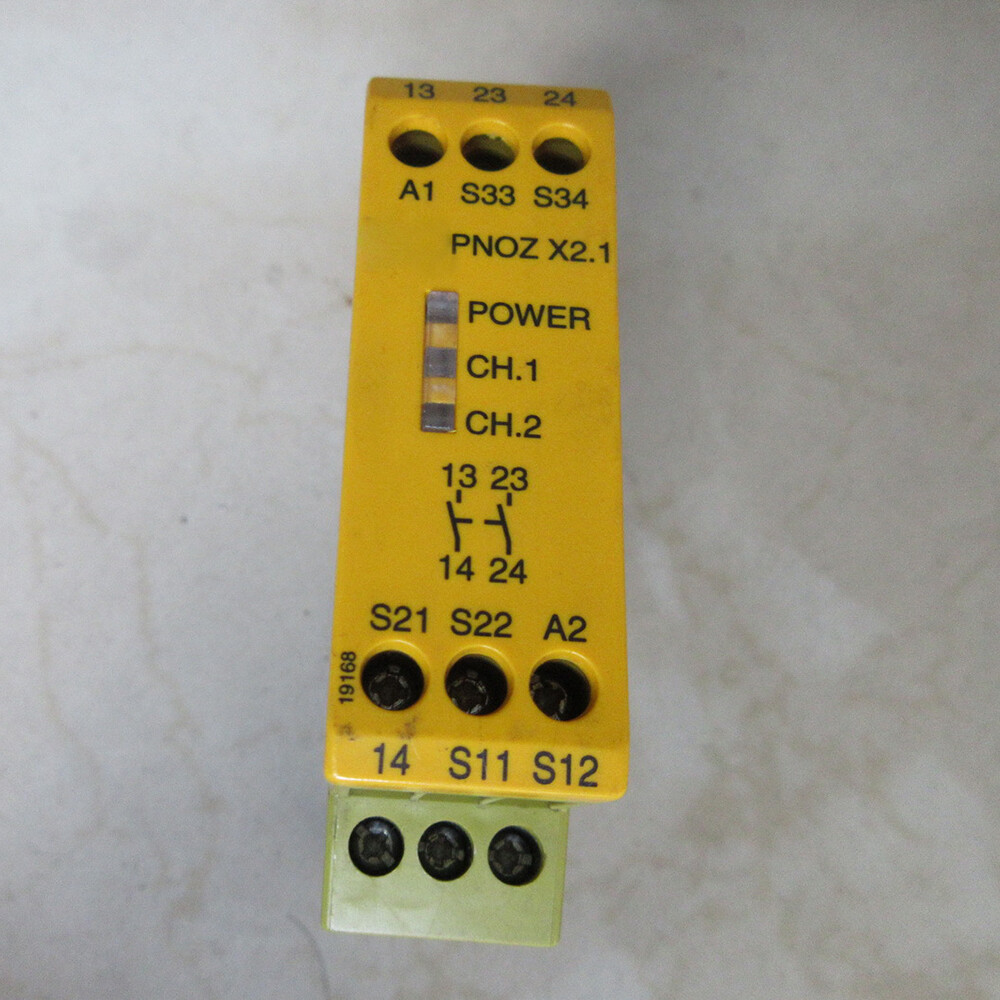 13 23 24
A1 S33 S34
PNOZ X2.1
POWER
CH.1
CH.2
13 23
14 24
S21 S22 A2
19168
14 S11 S12